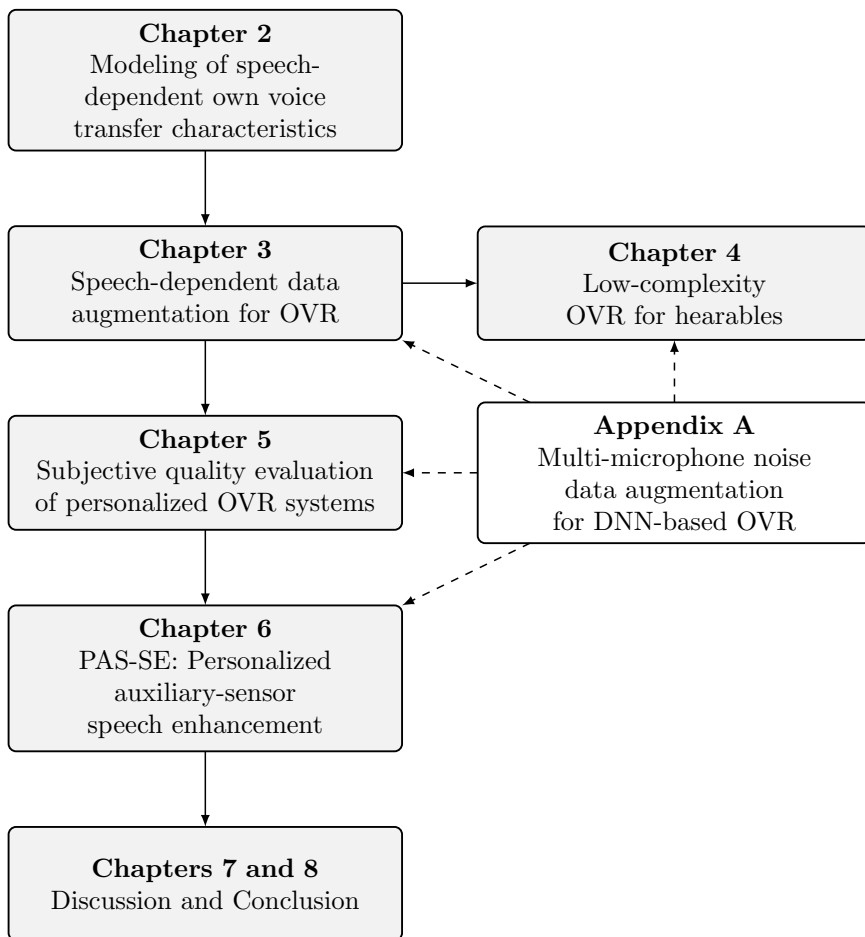 Chapter 2
Modeling of speech-
dependent own voice
transfer characteristics
Chapter 3
Speech-dependent data
augmentation for OVR
Chapter 4
Low-complexity
OVR for hearables
Chapter 5
Subjective quality evaluation
of personalized OVR systems
Appendix A
Multi-microphone noise
data augmentation
for DNN-based OVR
Chapter 6
PAS-SE: Personalized
auxiliary-sensor
speech enhancement
Chapters 7 and 8
Discussion and Conclusion